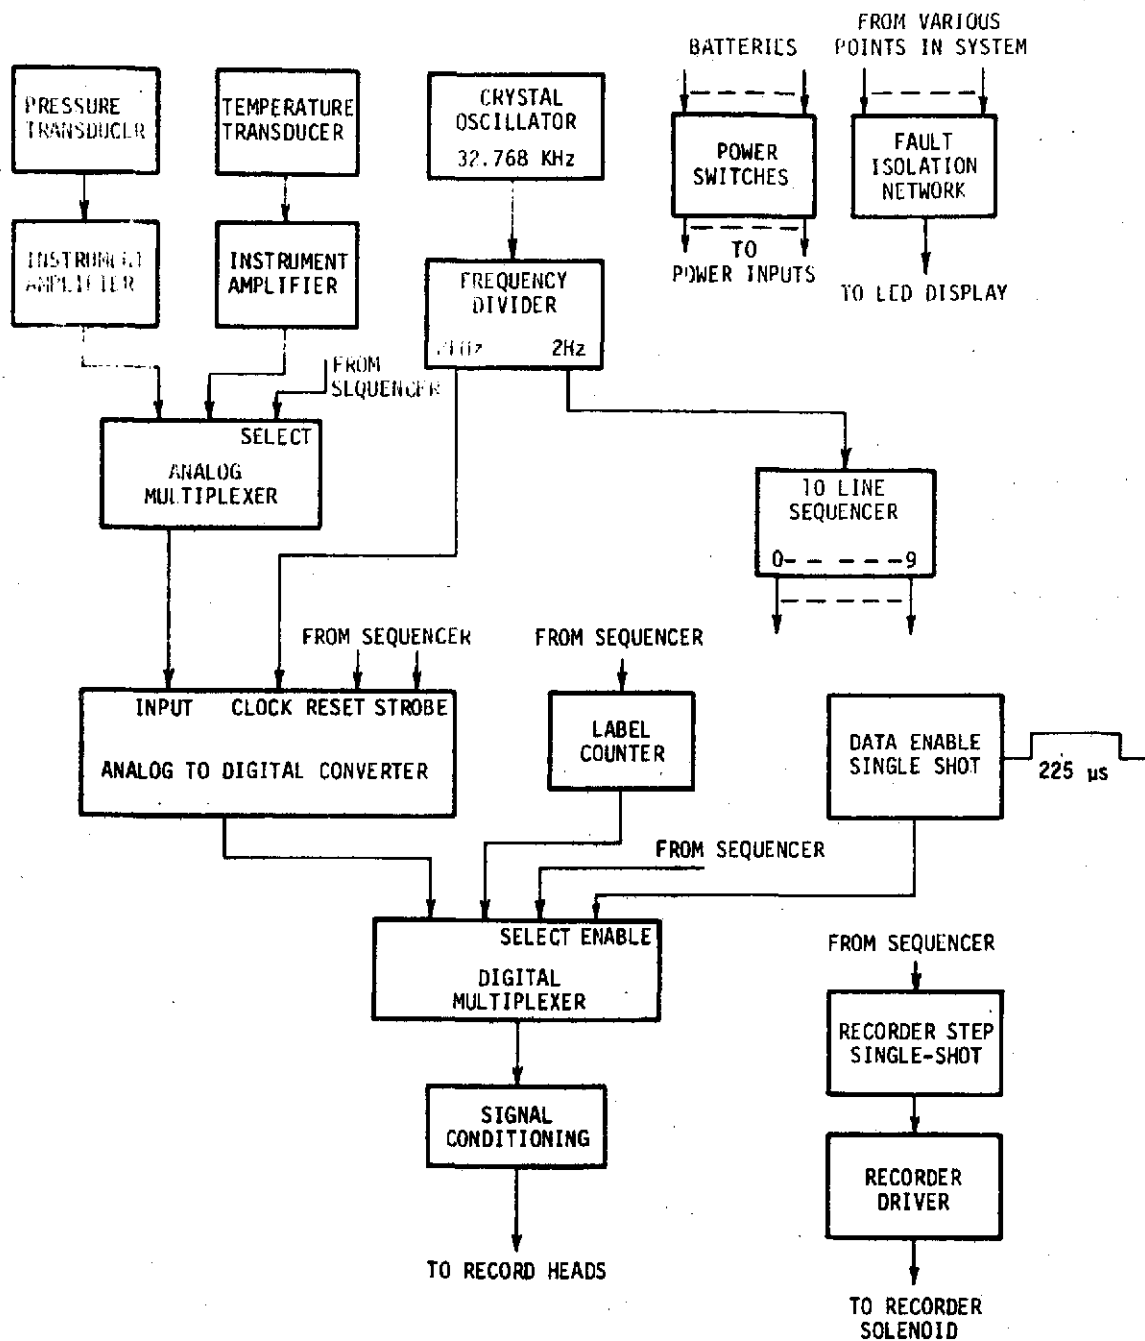 BATTERIES
FROM VARIOUS
POINTS IN SYSTEM
PRESSURE
TRANSDUCER
TEMPERATURE
TRANSDUCER
CRYSTAL
OSCILLATOR
32.768 KHz
POWER
SWITCHES
FAULT
ISOLATION
NETWORK
INSTRUMENT
AMPLIFIER
INSTRUMENT
AMPLIFIER
FREQUENCY
DIVIDER
2Hz
TO
POWER INPUTS
TO LED DISPLAY
FROM
SEQUENCER
SELECT
ANALOG
MULTIPLEXER
10 LINE
SEQUENCER
0- - - - - -9
FROM SEQUENCER
FROM SEQUENCER
INPUT CLOCK RESET STROBE
ANALOG TO DIGITAL CONVERTER
LABEL
COUNTER
DATA ENABLE
SINGLE SHOT
225 µs
FROM SEQUENCER
SELECT ENABLE
DIGITAL
MULTIPLEXER
FROM SEQUENCER
RECORDER STEP
SINGLE-SHOT
SIGNAL
CONDITIONING
RECORDER
DRIVER
TO RECORD HEADS
TO RECORDER
SOLENOID